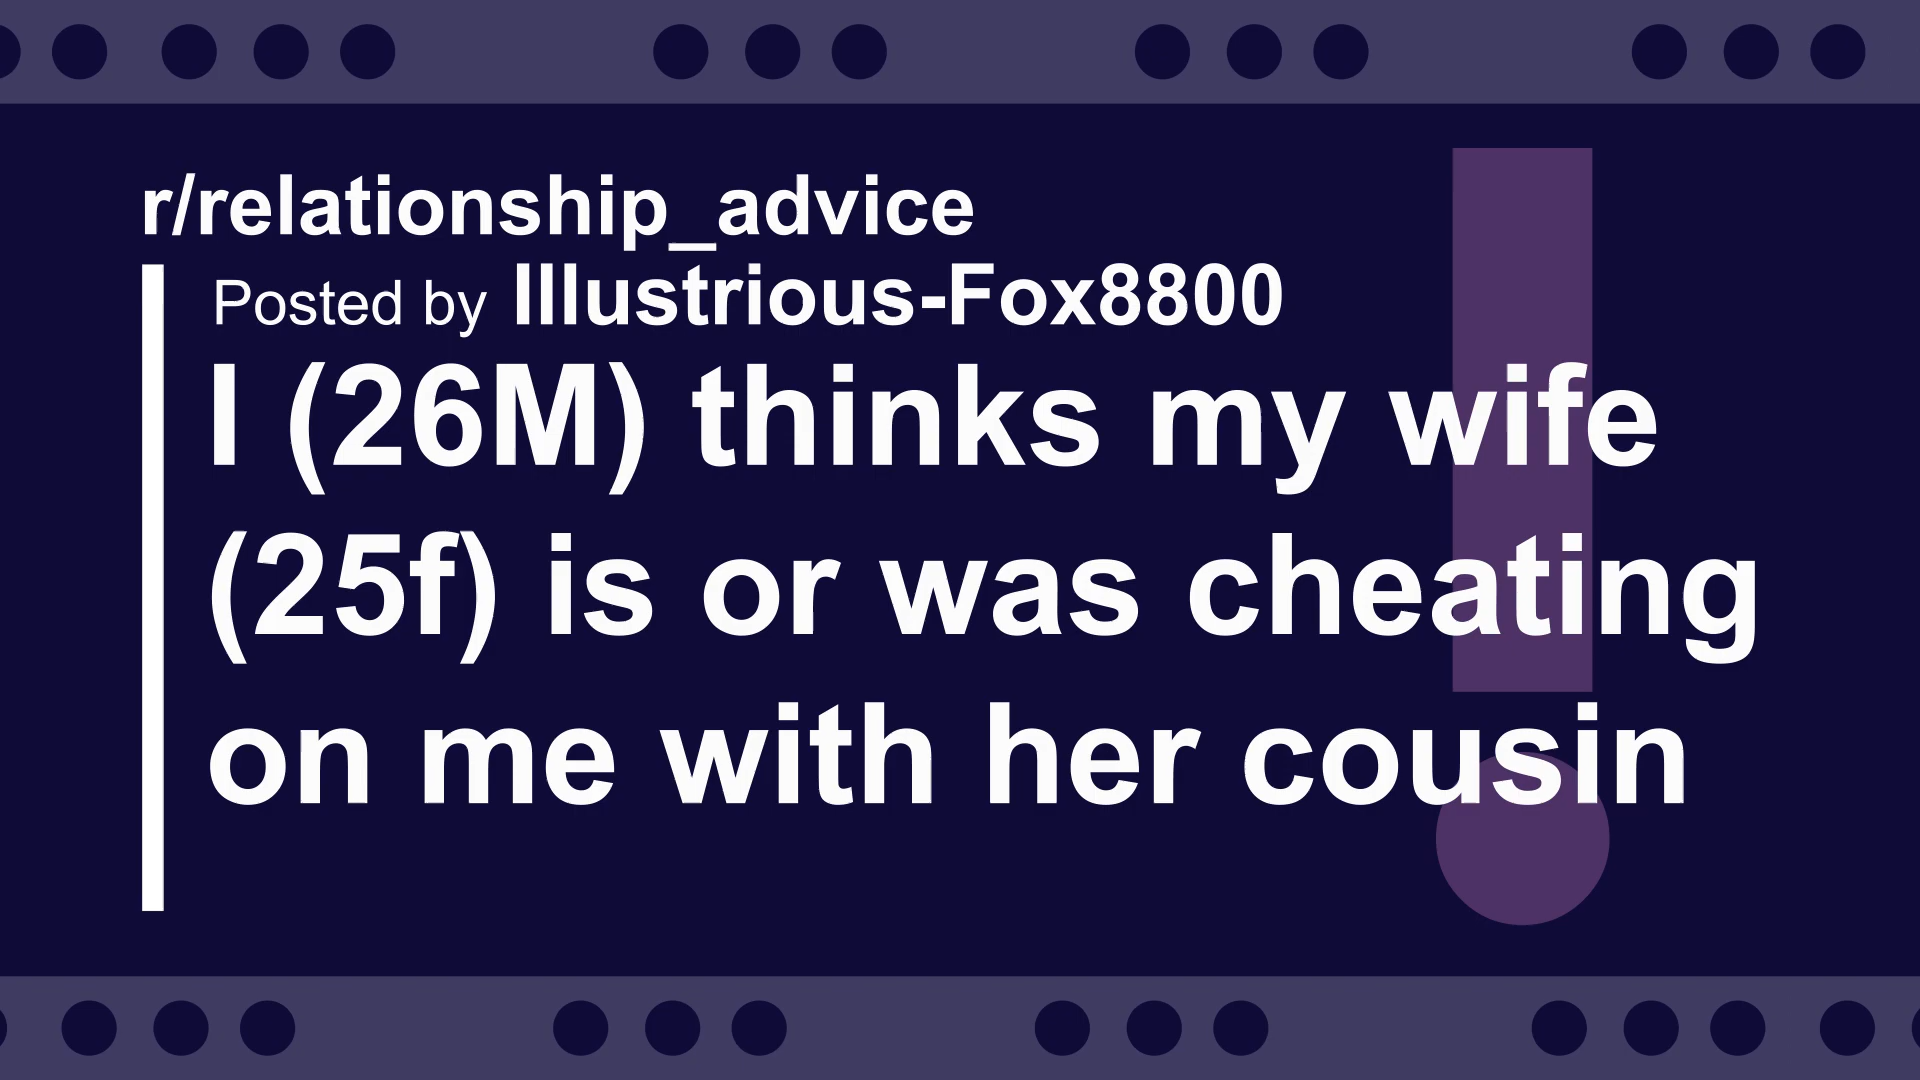 r/relationship_advice
Posted by Illustrious-Fox8800
I (26M) thinks my wife
(25f) is or was cheating
on me with her cousin